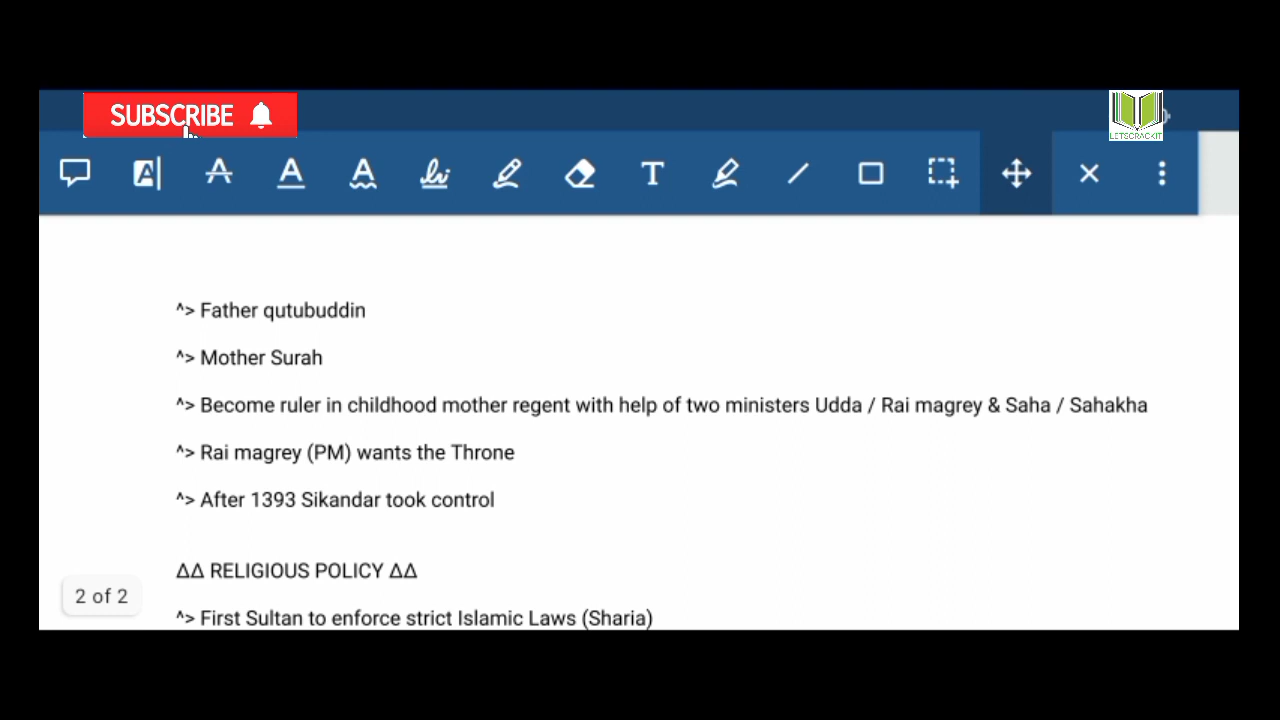 SUBSCRIBE
LETSCRACKIT
^> Father qutubuddin
^> Mother Surah
^> Become ruler in childhood mother regent with help of two ministers Udda / Rai magrey & Saha / Sahakha
^> Rai magrey (PM) wants the Throne
^> After 1393 Sikandar took control
ΔΔ RELIGIOUS POLICY ΔΔ
2 of 2
^> First Sultan to enforce strict Islamic Laws (Sharia)